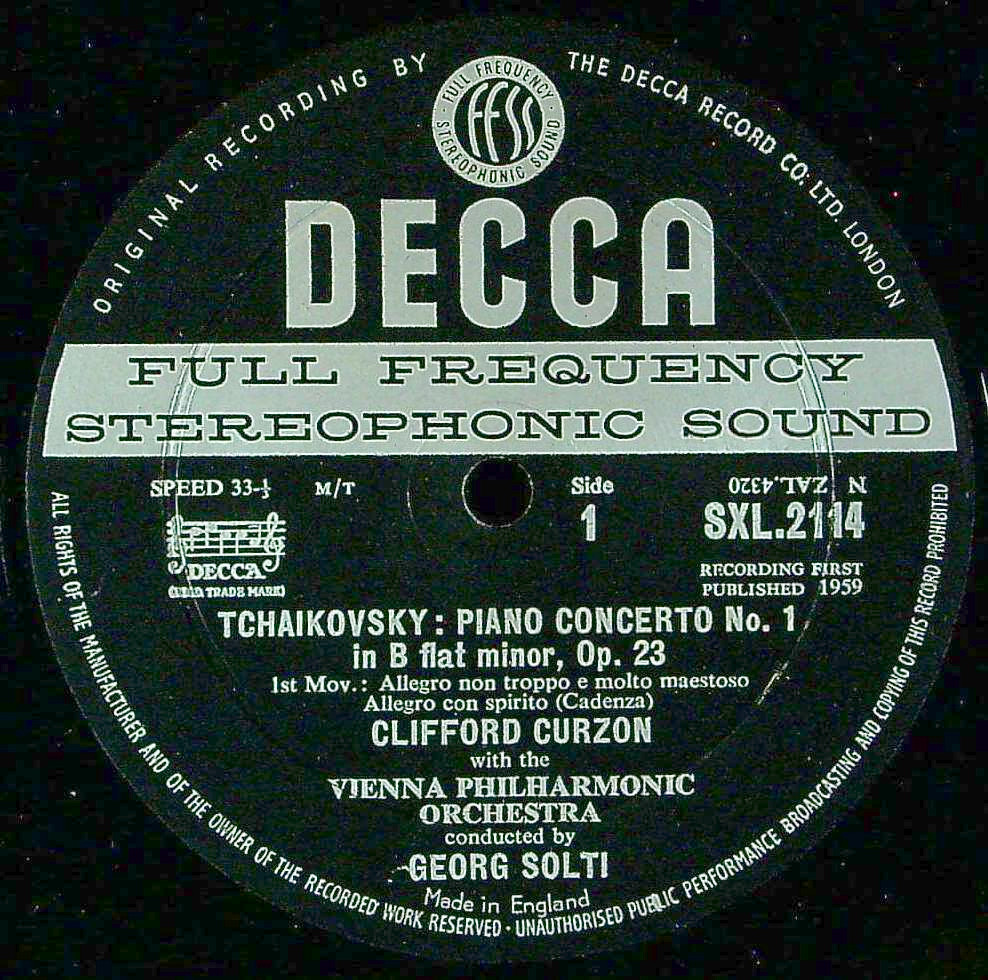 ORIGINAL RECORDING BY THE DECCA RECORD CO. LTD. LONDON
FULL FREQUENCY
FFSS
STEREOPHONIC SOUND
DECCA
FULL FREQUENCY
STEREOPHONIC SOUND
SPEED 33-⅓ M/T Side N ZAL.4320
1 SXL.2114
DECCA
TRADE MARK)
RECORDING FIRST
PUBLISHED 1959
TCHAIKOVSKY: PIANO CONCERTO No. 1
in B flat minor, Op. 23
1st Mov.: Allegro non troppo e molto maestoso
Allegro con spirito (Cadenza)
CLIFFORD CURZON
with the
VIENNA PHILHARMONIC
ORCHESTRA
conducted by
GEORG SOLTI
Made in England
ALL RIGHTS OF THE MANUFACTURER AND OF THE OWNER OF THE RECORDED WORK RESERVED · UNAUTHORISED PUBLIC PERFORMANCE BROADCASTING AND COPYING OF THIS RECORD PROHIBITED